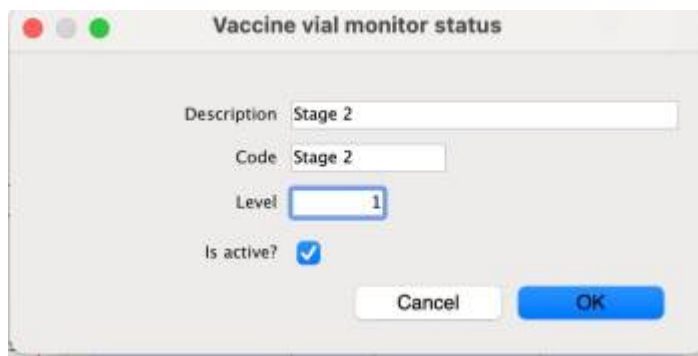 Vaccine vial monitor status
Description Stage 2
Code Stage 2
Level 1
Is active?
Cancel OK